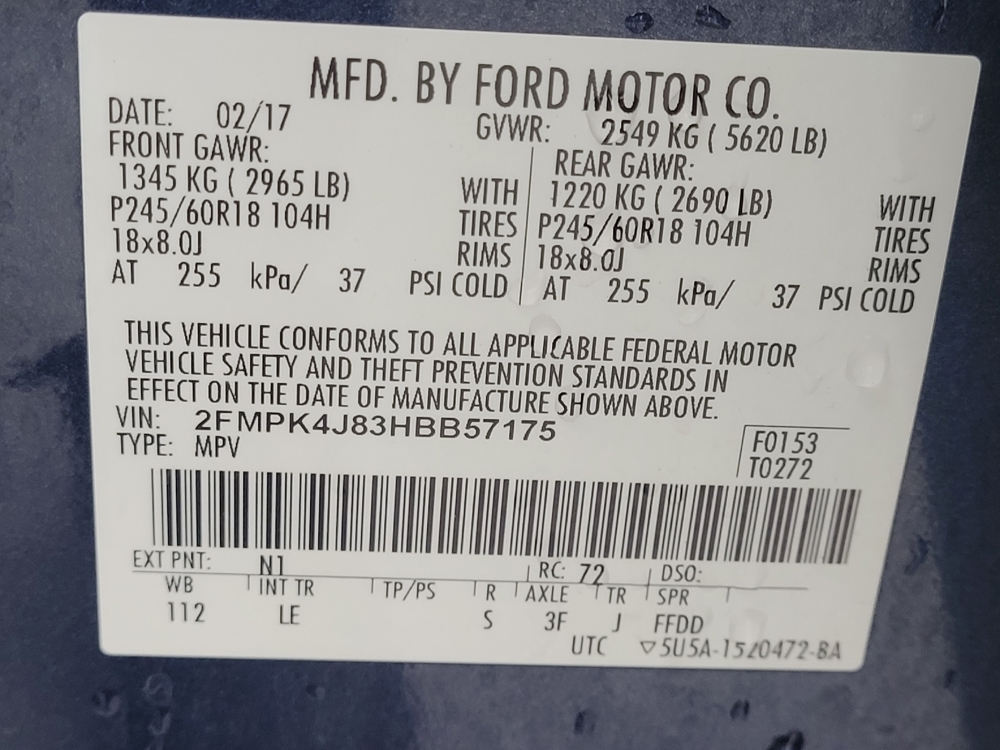 MFD. BY FORD MOTOR CO.
DATE: 02/17 GVWR: 2549 KG ( 5620 LB)
FRONT GAWR: REAR GAWR:
1345 KG ( 2965 LB) WITH 1220 KG ( 2690 LB) WITH
P245/60R18 104H TIRES P245/60R18 104H TIRES
18x8.0J RIMS 18x8.0J RIMS
AT 255 kPa/ 37 PSI COLD AT 255 kPa/ 37 PSI COLD
THIS VEHICLE CONFORMS TO ALL APPLICABLE FEDERAL MOTOR
VEHICLE SAFETY AND THEFT PREVENTION STANDARDS IN
EFFECT ON THE DATE OF MANUFACTURE SHOWN ABOVE.
VIN: 2FMPK4J83HBB57175
TYPE: MPV
F0153
T0272
EXT PNT: N1 RC: 72 DSO:
WB INT TR TP/PS R AXLE TR SPR
112 LE S 3F J FFDD
UTC ▽5U5A-1520472-BA